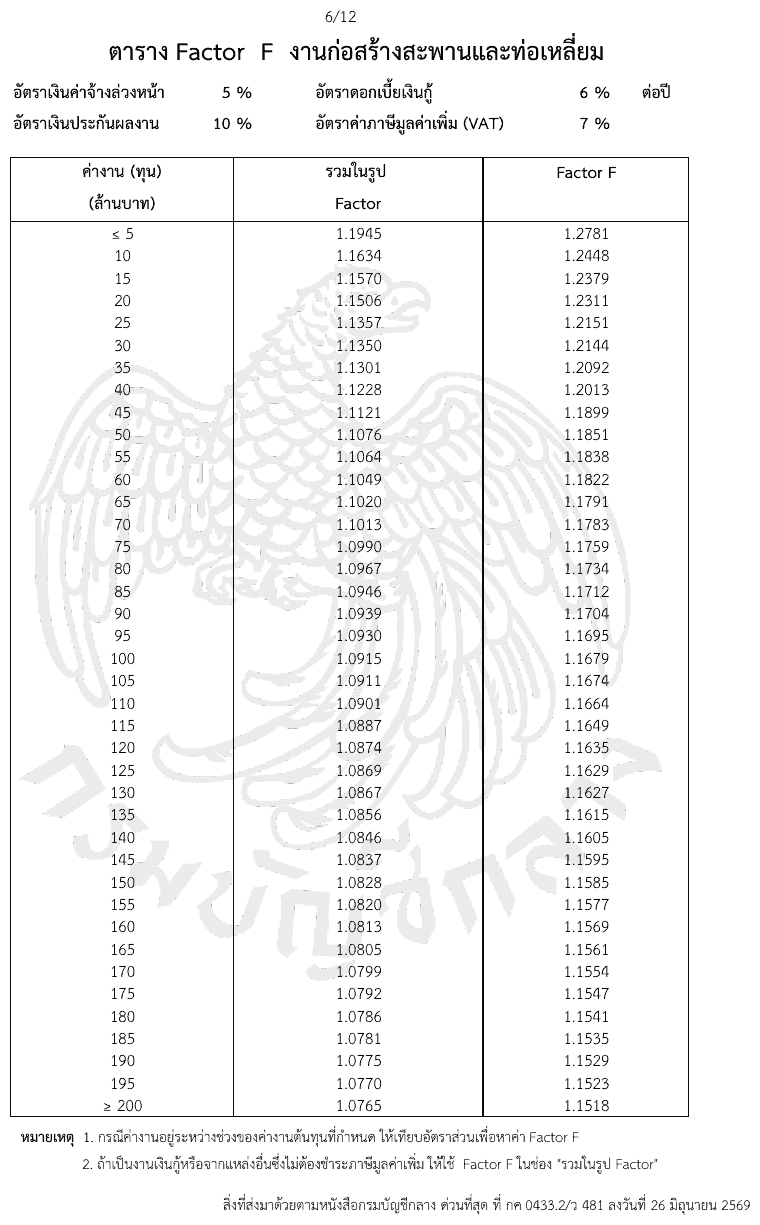 6/12
ตาราง Factor F งานก่อสร้างสะพานและท่อเหลี่ยม
อัตราเงินค่าจ้างล่วงหน้า 5 % อัตราดอกเบี้ยเงินกู้ 6 % ต่อปี
อัตราเงินประกันผลงาน 10 % อัตราค่าภาษีมูลค่าเพิ่ม (VAT) 7 %
ค่างาน (ทุน) รวมในรูป Factor F
(ล้านบาท) Factor
≤ 5 1.1945 1.2781
10 1.1634 1.2448
15 1.1570 1.2379
20 1.1506 1.2311
25 1.1357 1.2151
30 1.1350 1.2144
35 1.1301 1.2092
40 1.1228 1.2013
45 1.1121 1.1899
50 1.1076 1.1851
55 1.1064 1.1838
60 1.1049 1.1822
65 1.1020 1.1791
70 1.1013 1.1783
75 1.0990 1.1759
80 1.0967 1.1734
85 1.0946 1.1712
90 1.0939 1.1704
95 1.0930 1.1695
100 1.0915 1.1679
105 1.0911 1.1674
110 1.0901 1.1664
115 1.0887 1.1649
120 1.0874 1.1635
125 1.0869 1.1629
130 1.0867 1.1627
135 1.0856 1.1615
140 1.0846 1.1605
145 1.0837 1.1595
150 1.0828 1.1585
155 1.0820 1.1577
160 1.0813 1.1569
165 1.0805 1.1561
170 1.0799 1.1554
175 1.0792 1.1547
180 1.0786 1.1541
185 1.0781 1.1535
190 1.0775 1.1529
195 1.0770 1.1523
≥ 200 1.0765 1.1518
กรมบัญชีกลาง
หมายเหตุ 1. กรณีค่างานอยู่ระหว่างช่วงของค่างานต้นทุนที่กำหนด ให้เทียบอัตราส่วนเพื่อหาค่า Factor F
2. ถ้าเป็นงานเงินกู้หรือจากแหล่งอื่นซึ่งไม่ต้องชำระภาษีมูลค่าเพิ่ม ให้ใช้ Factor F ในช่อง "รวมในรูป Factor"
สิ่งที่ส่งมาด้วยตามหนังสือกรมบัญชีกลาง ด่วนที่สุด ที่ กค 0433.2/ว 481 ลงวันที่ 26 มิถุนายน 2569